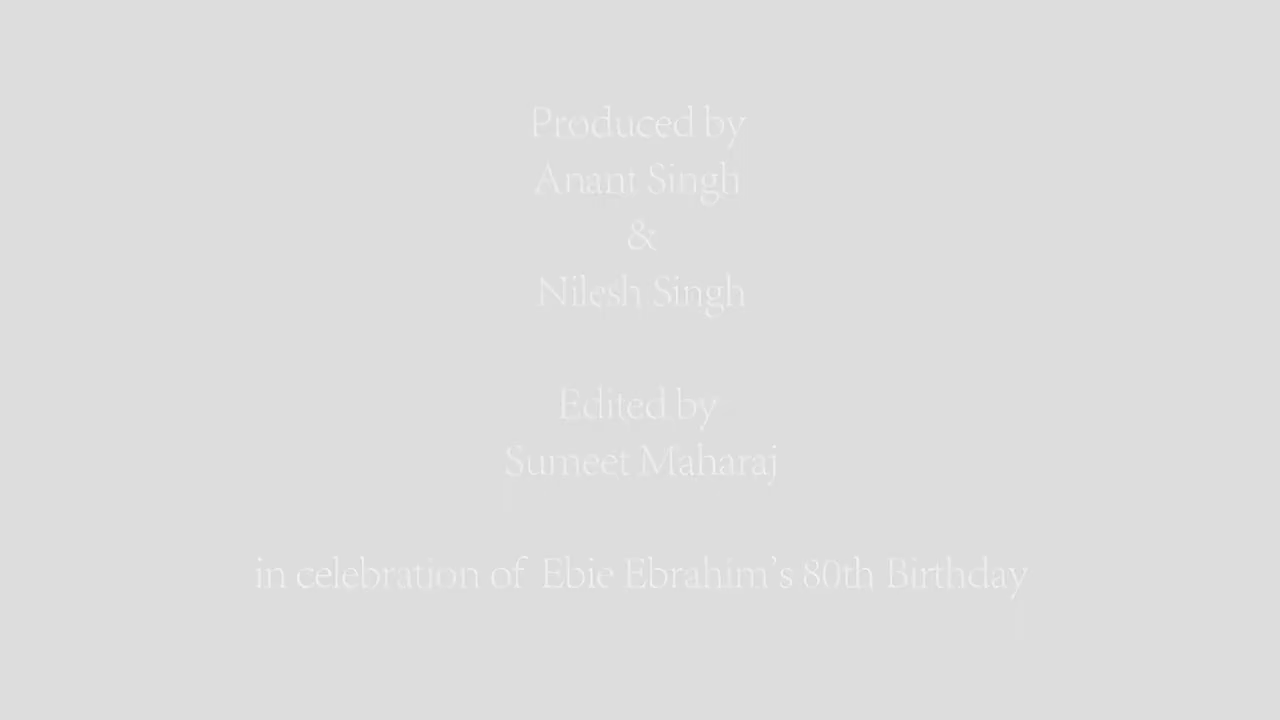 Produced by
Anant Singh
&
Nilesh Singh
Edited by
Sumeet Maharaj
in celebration of Ebie Ebrahim's 80th Birthday